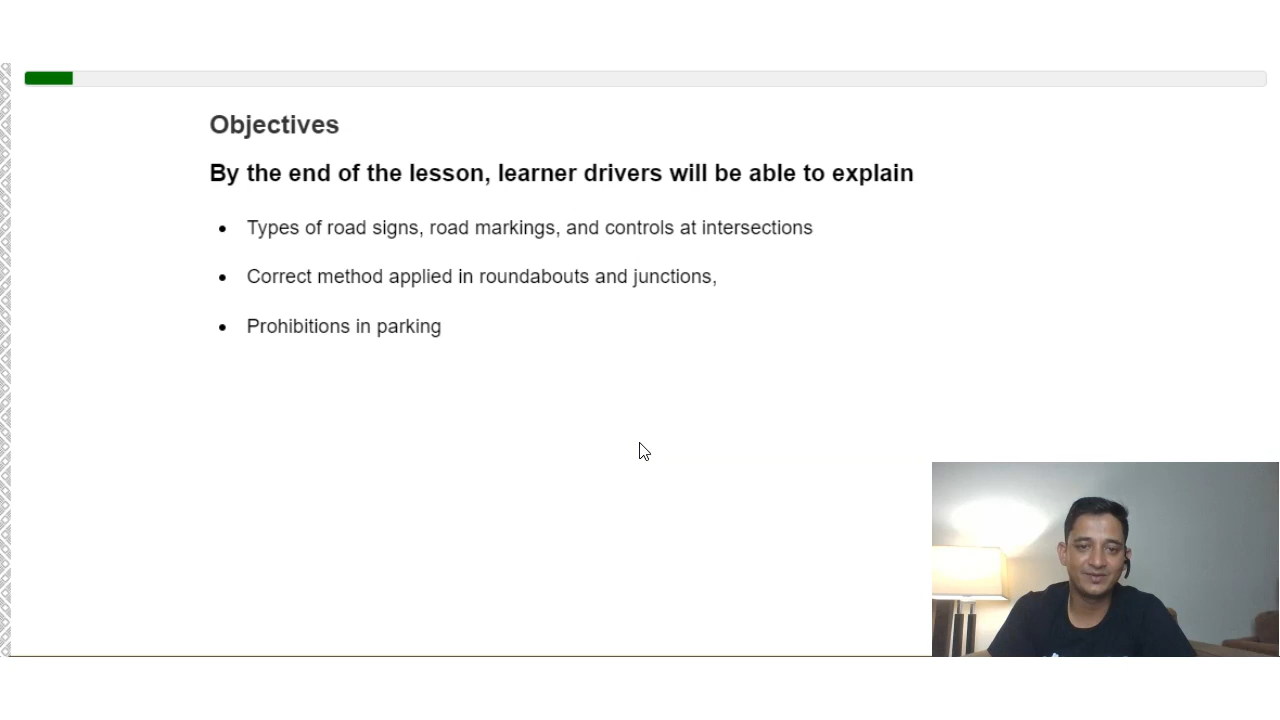 Objectives
By the end of the lesson, learner drivers will be able to explain
Types of road signs, road markings, and controls at intersections
Correct method applied in roundabouts and junctions,
Prohibitions in parking